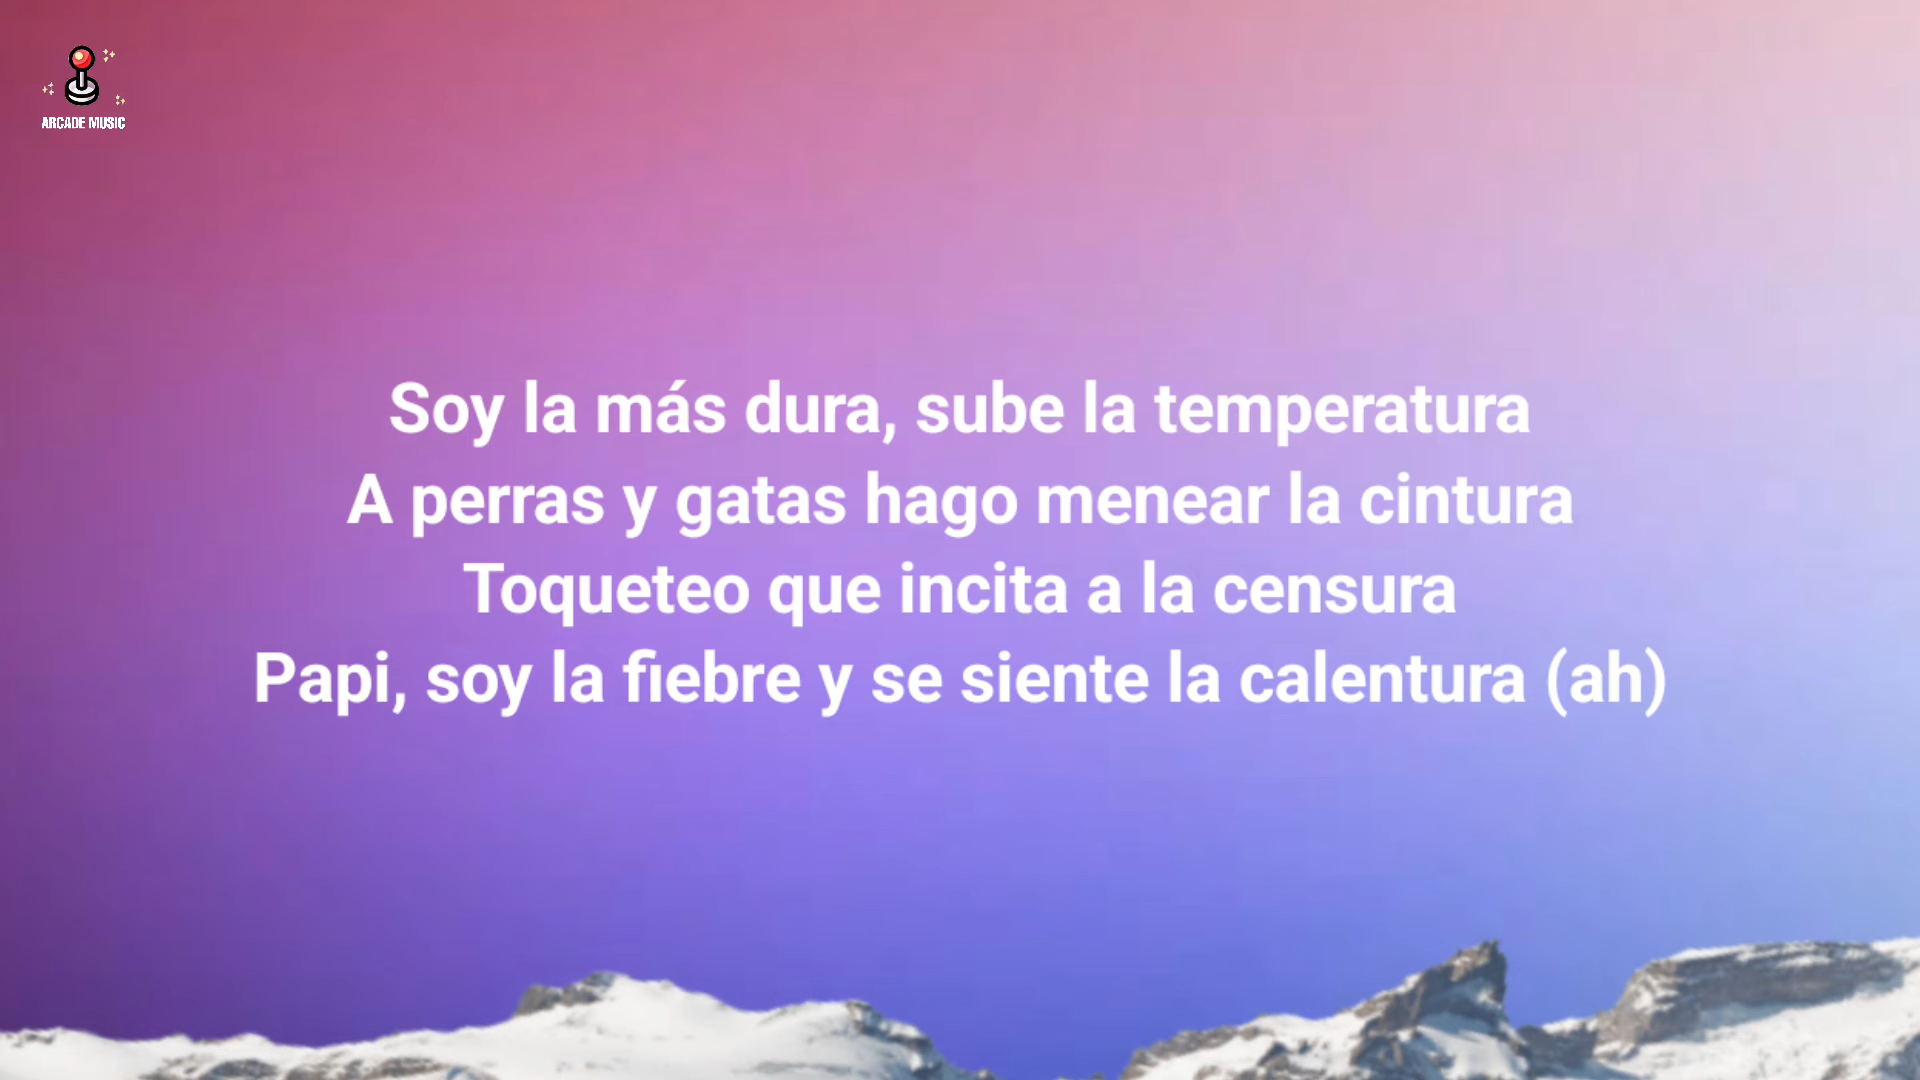 ARCADE MUSIC
Soy la más dura, sube la temperatura
A perras y gatas hago menear la cintura
Toqueteo que incita a la censura
Papi, soy la fiebre y se siente la calentura (ah)